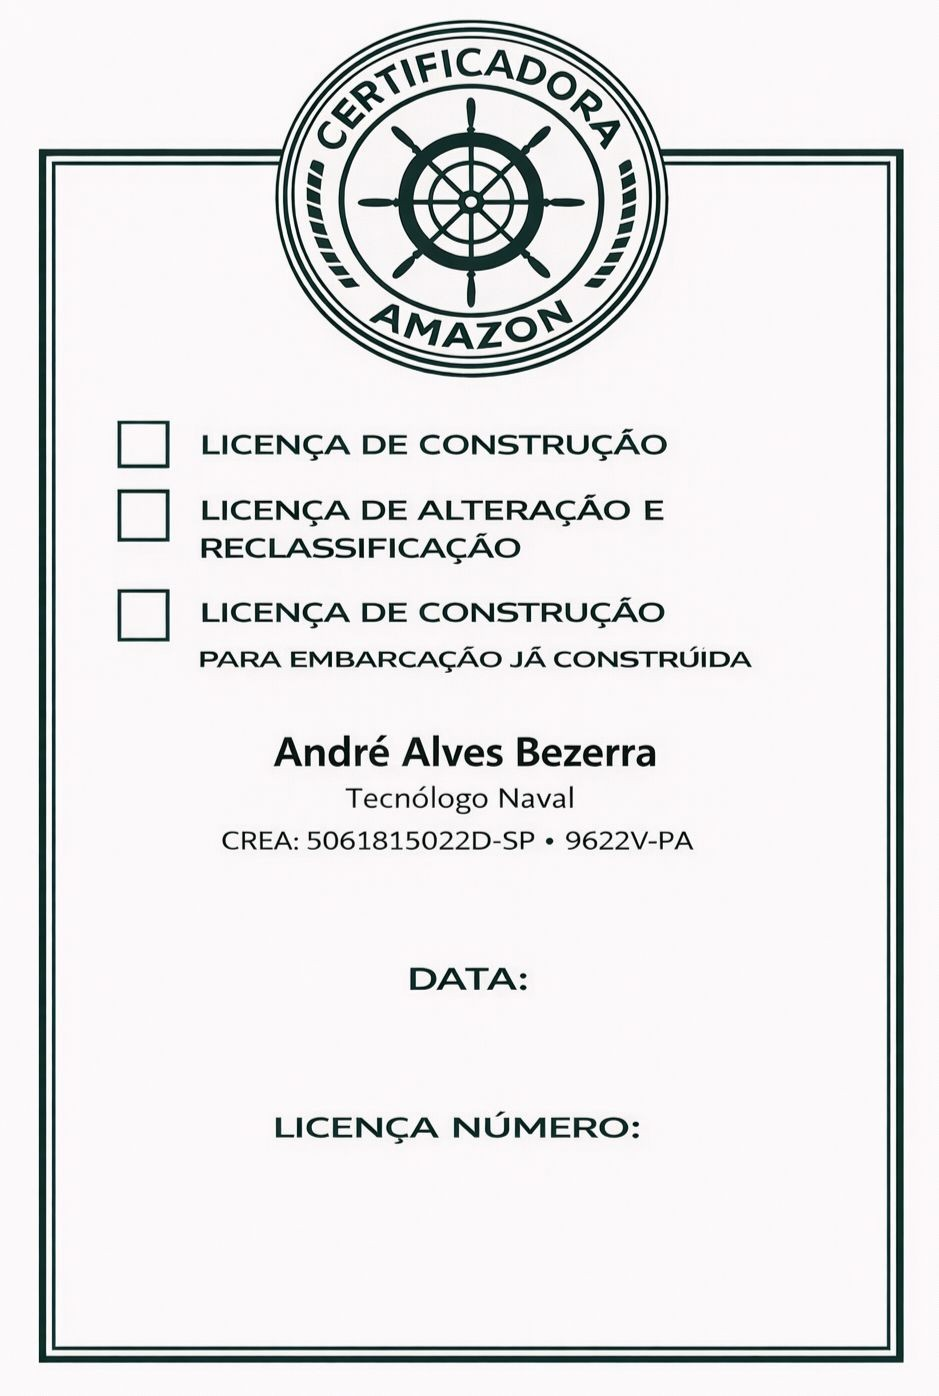 CERTIFICADORA
AMAZON
LICENÇA DE CONSTRUÇÃO
LICENÇA DE ALTERAÇÃO E
RECLASSIFICAÇÃO
LICENÇA DE CONSTRUÇÃO
PARA EMBARCAÇÃO JÁ CONSTRUÍDA
André Alves Bezerra
Tecnólogo Naval
CREA: 5061815022D-SP • 9622V-PA
DATA:
LICENÇA NÚMERO: